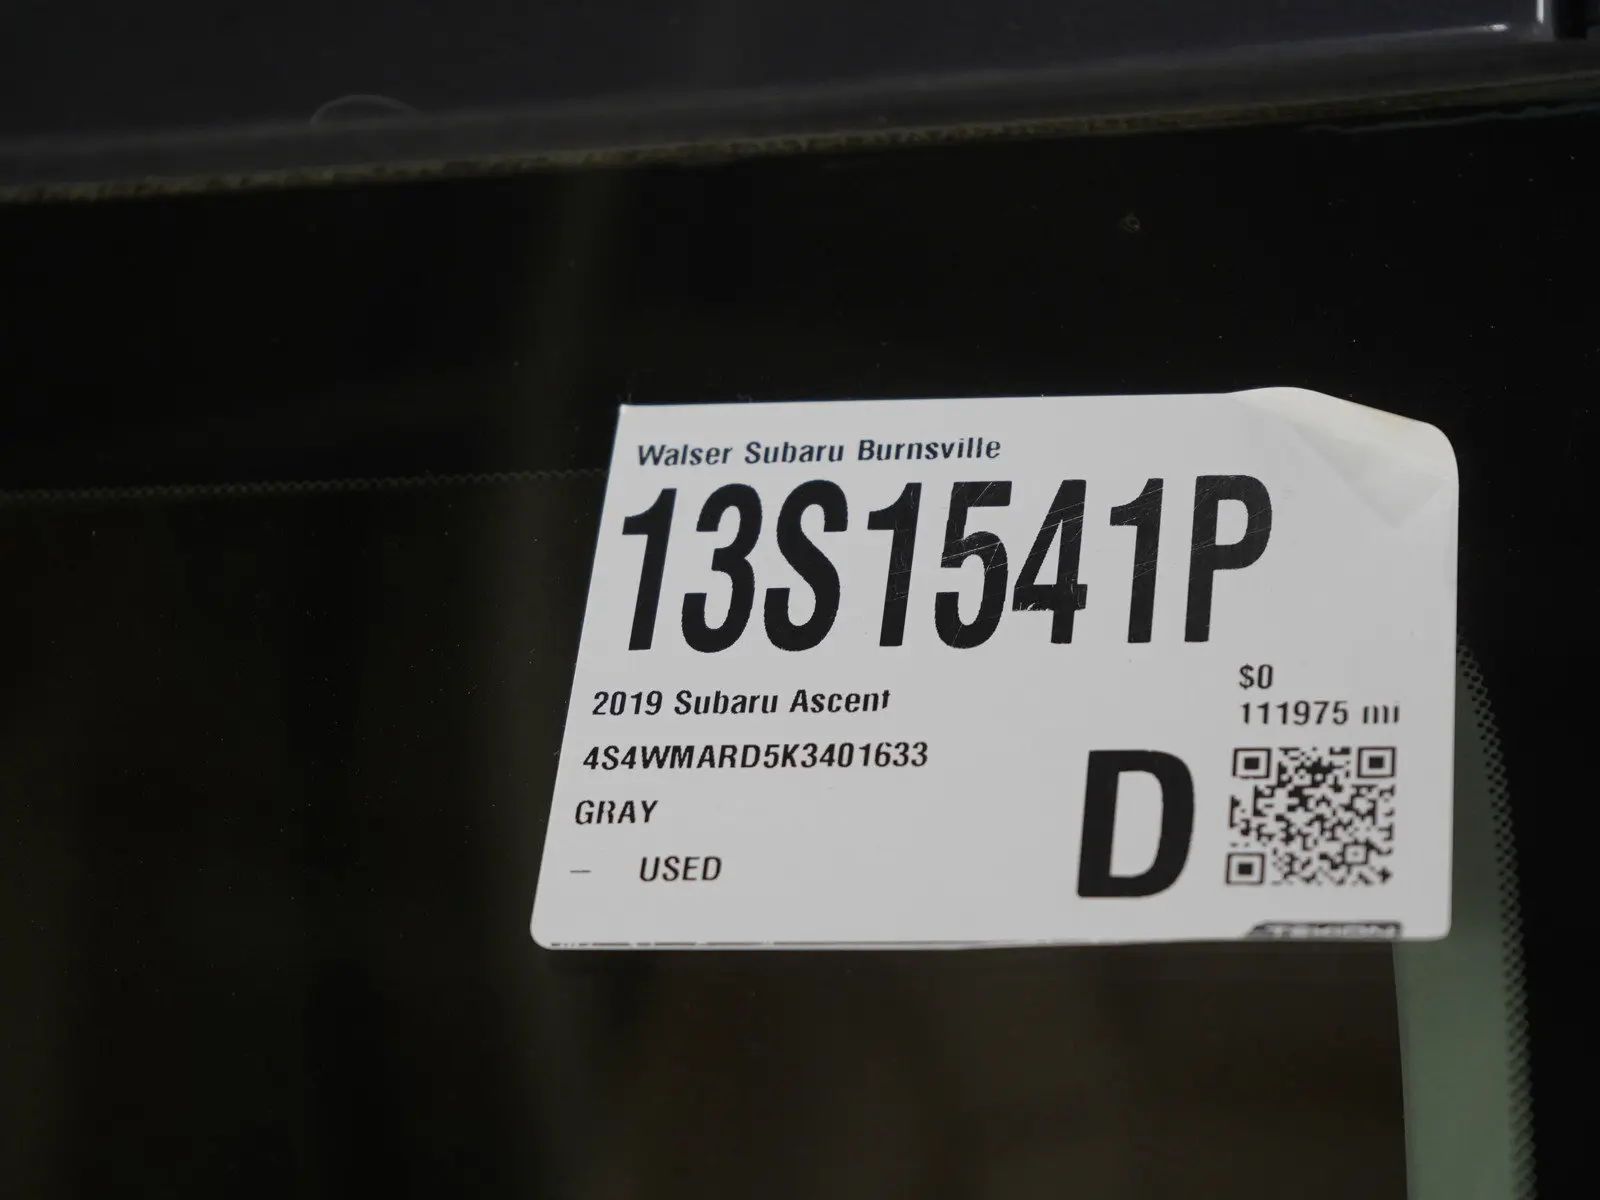 Walser Subaru Burnsville
13S1541P
$0
2019 Subaru Ascent
111975 mi
4S4WMARD5K3401633
D
GRAY
– USED